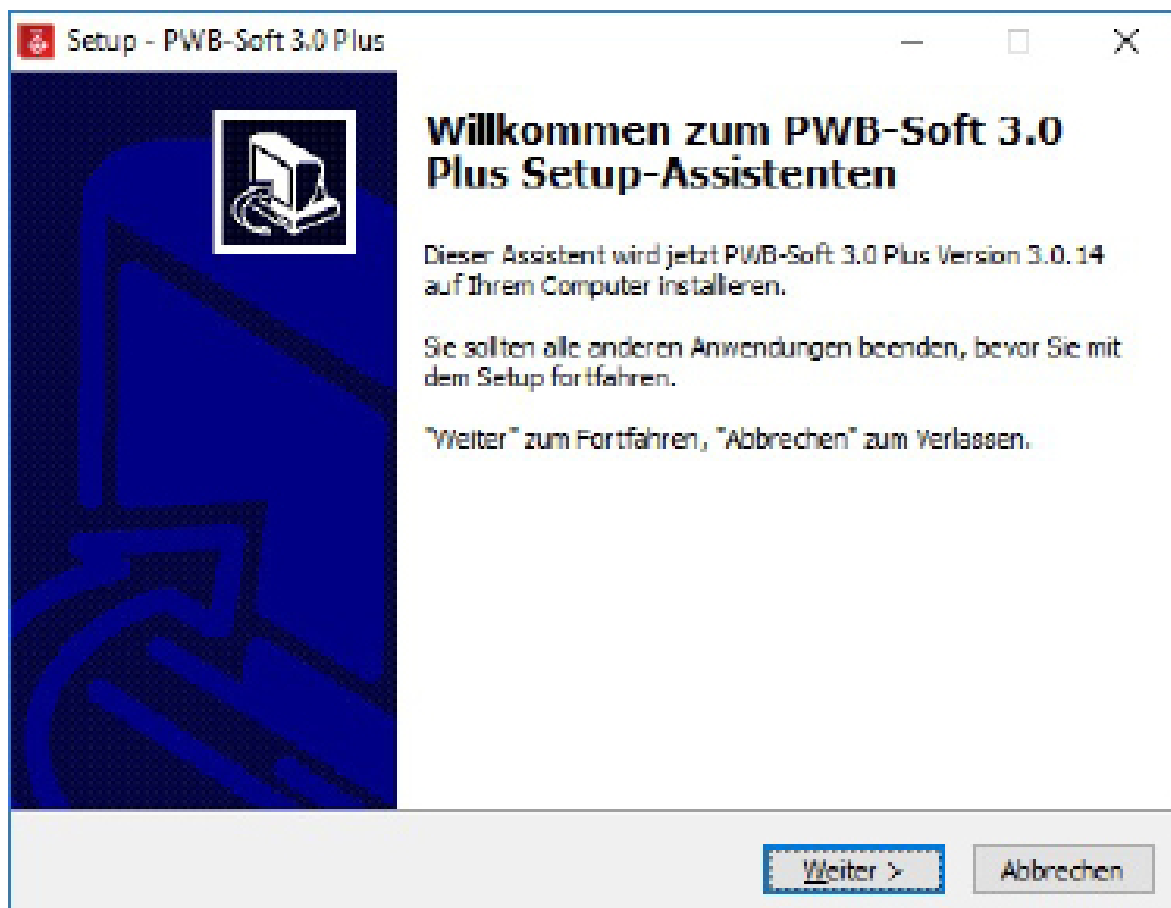 Setup - PWB-Soft 3.0 Plus
Willkommen zum PWB-Soft 3.0
Plus Setup-Assistenten
Dieser Assistent wird jetzt PWB-Soft 3.0 Plus Version 3.0.14
auf Ihrem Computer installieren.
Sie sollten alle anderen Anwendungen beenden, bevor Sie mit
dem Setup fortfahren.
"Weiter" zum Fortfahren, "Abbrechen" zum Verlassen.
Weiter >
Abbrechen